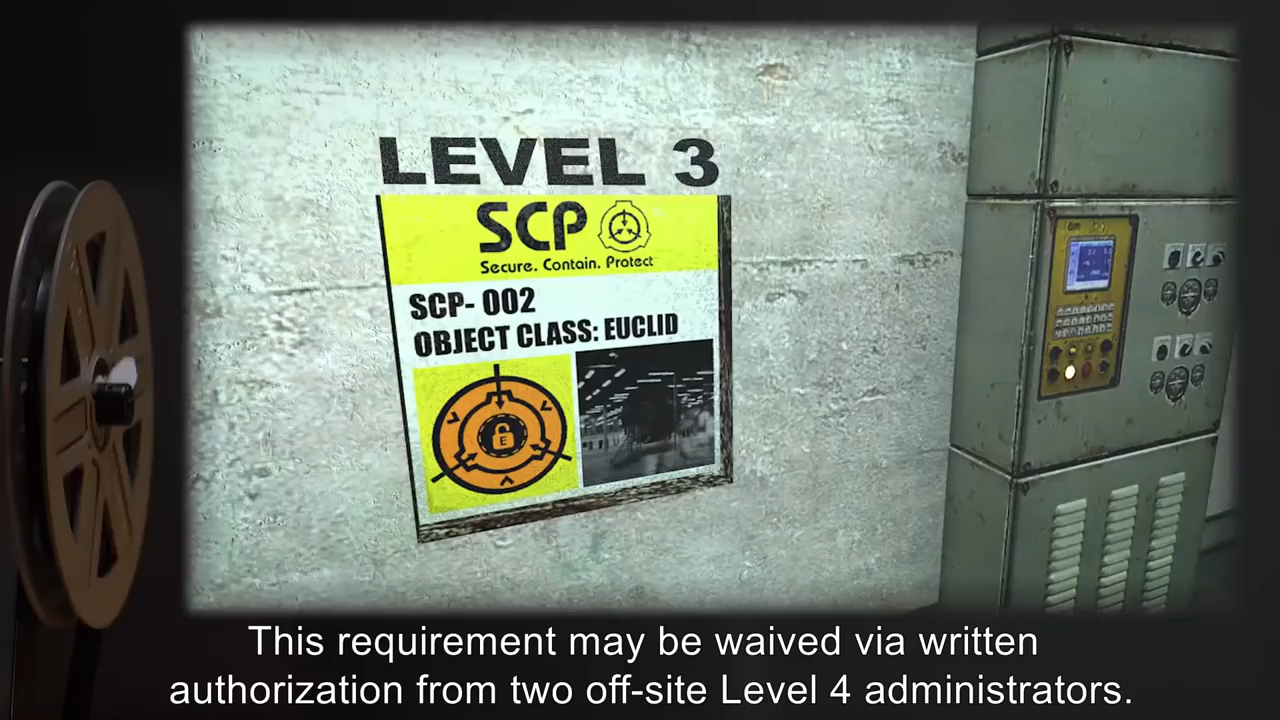 LEVEL 3
SCP
Secure. Contain. Protect
SCP- 002
OBJECT CLASS: EUCLID
E
This requirement may be waived via written
authorization from two off-site Level 4 administrators.